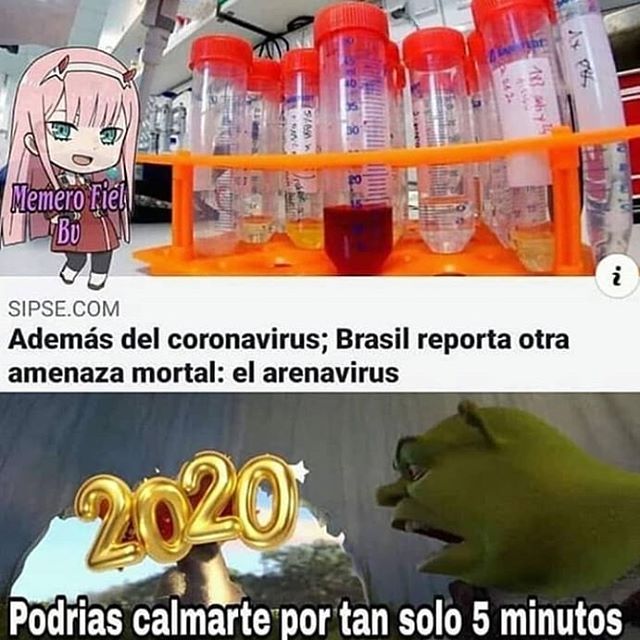 Memero Fiel
Bv
SIPSE.COM
Además del coronavirus; Brasil reporta otra
amenaza mortal: el arenavirus
2020
Podrias calmarte por tan solo 5 minutos